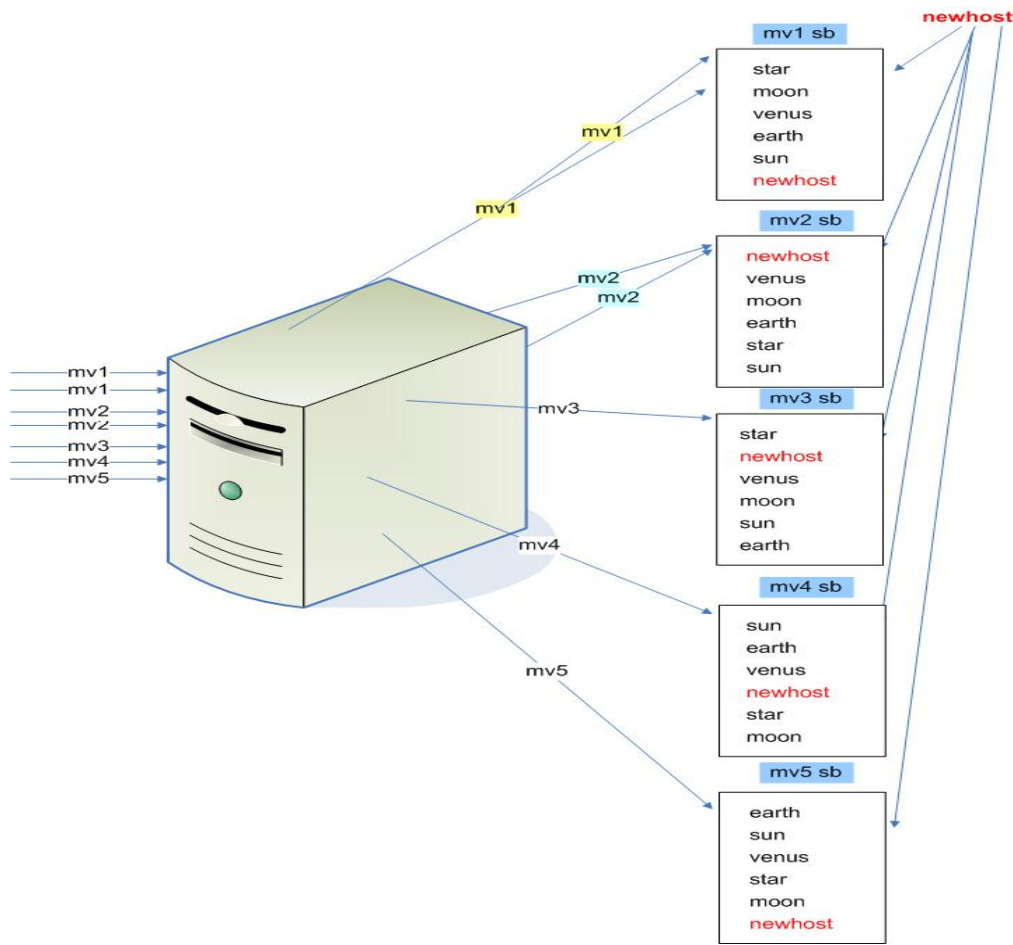 newhost
mv1 sb
star
moon
venus
earth
sun
newhost
mv1
mv1
mv2 sb
newhost
venus
moon
earth
star
sun
mv2
mv2
mv1
mv1
mv2
mv2
mv3
mv4
mv5
mv3
mv3 sb
star
newhost
venus
moon
sun
earth
mv4
mv4 sb
sun
earth
venus
newhost
star
moon
mv5
mv5 sb
earth
sun
venus
star
moon
newhost